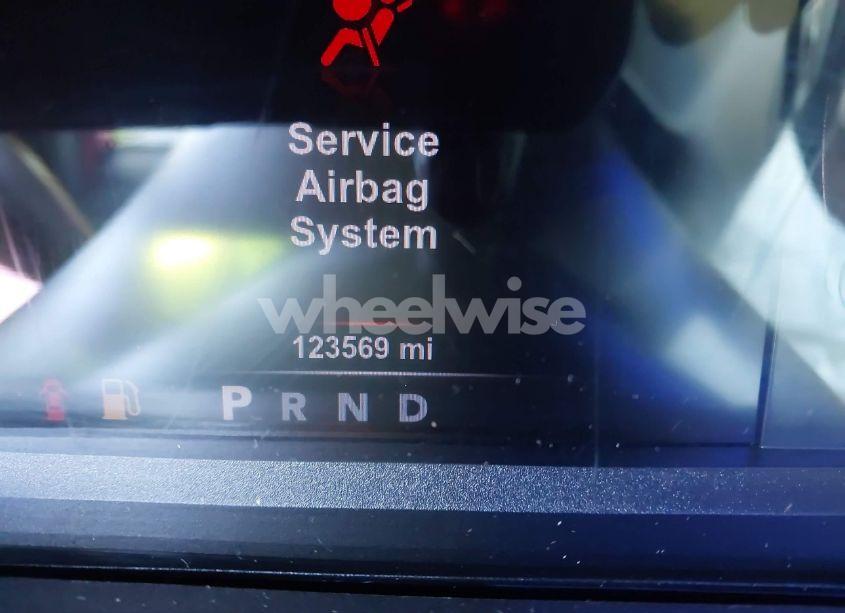 Service
Airbag
System
wheelwise
123569 mi
P R N D